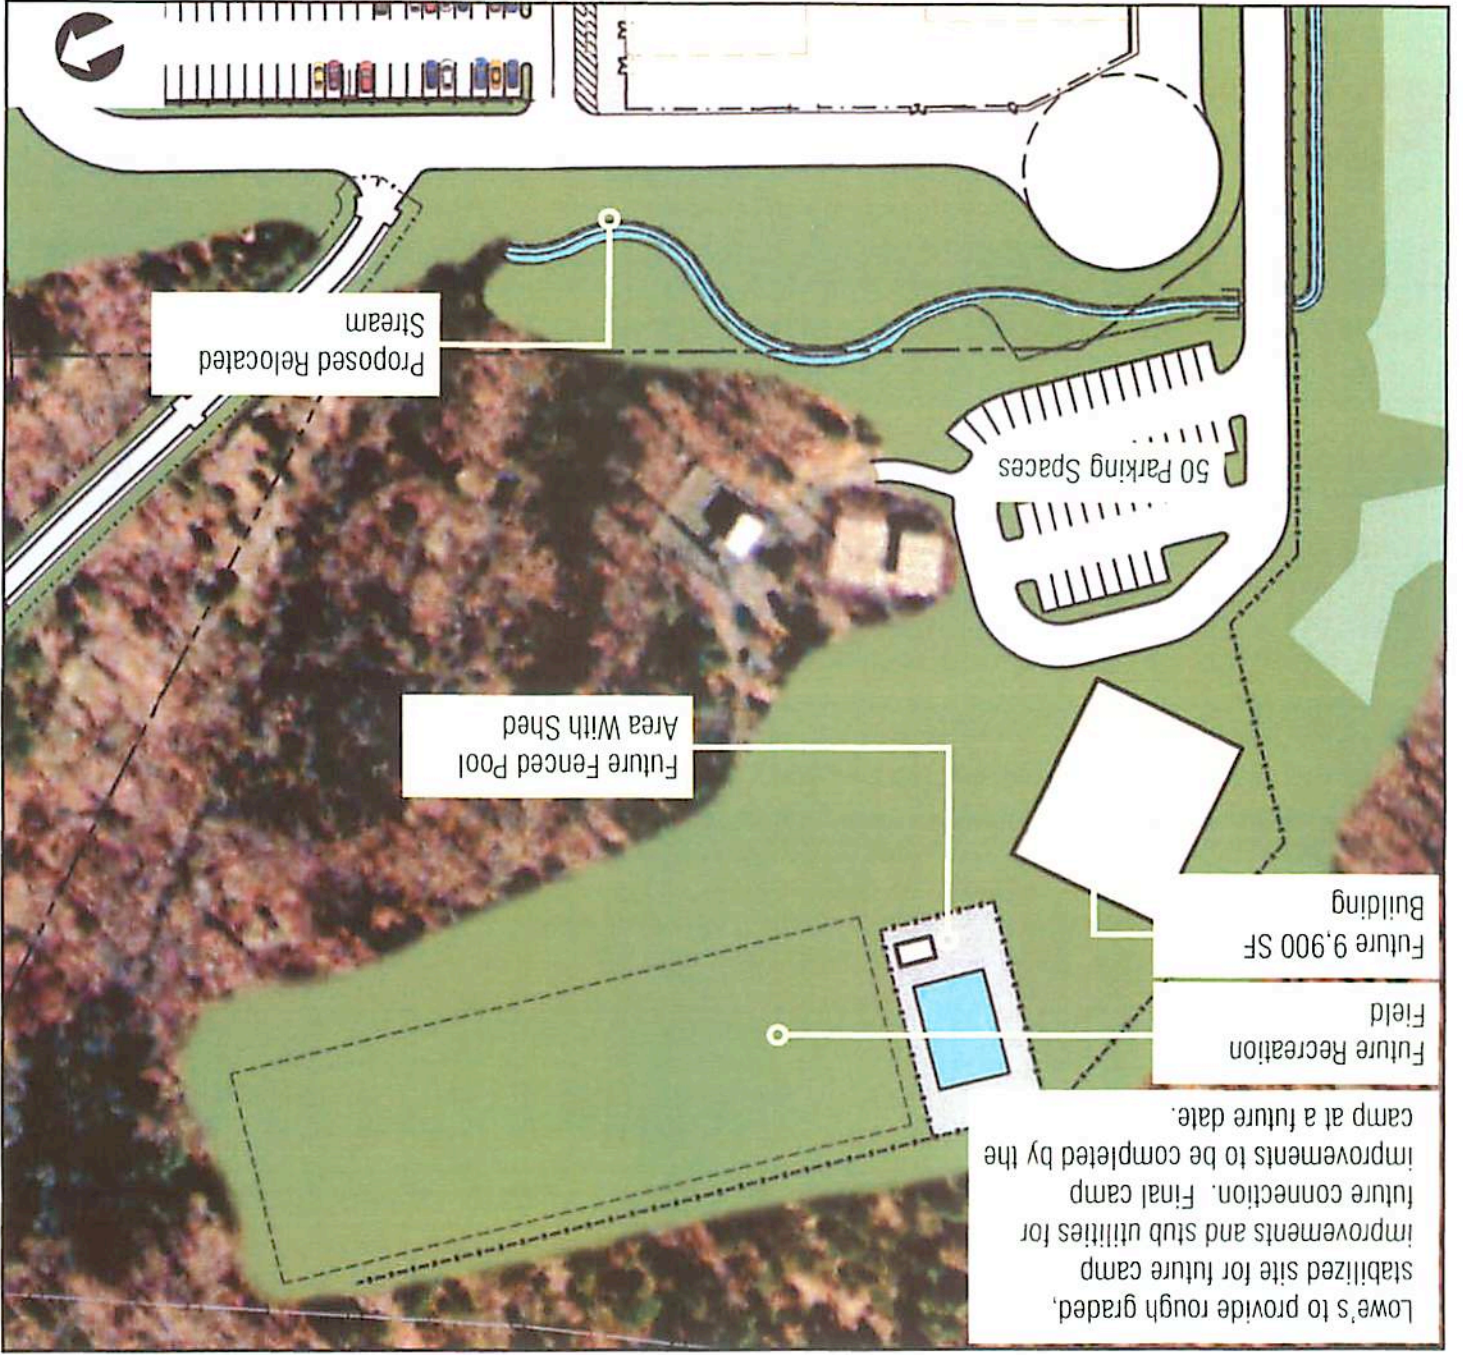 Lowe's to provide rough graded,
stabilized site for future camp
improvements and stub utilities for
future connection. Final camp
improvements to be completed by the
camp at a future date.
Future Recreation
Field
Future 9,900 SF
Building
Future Fenced Pool
Area With Shed
50 Parking Spaces
Proposed Relocated
Stream